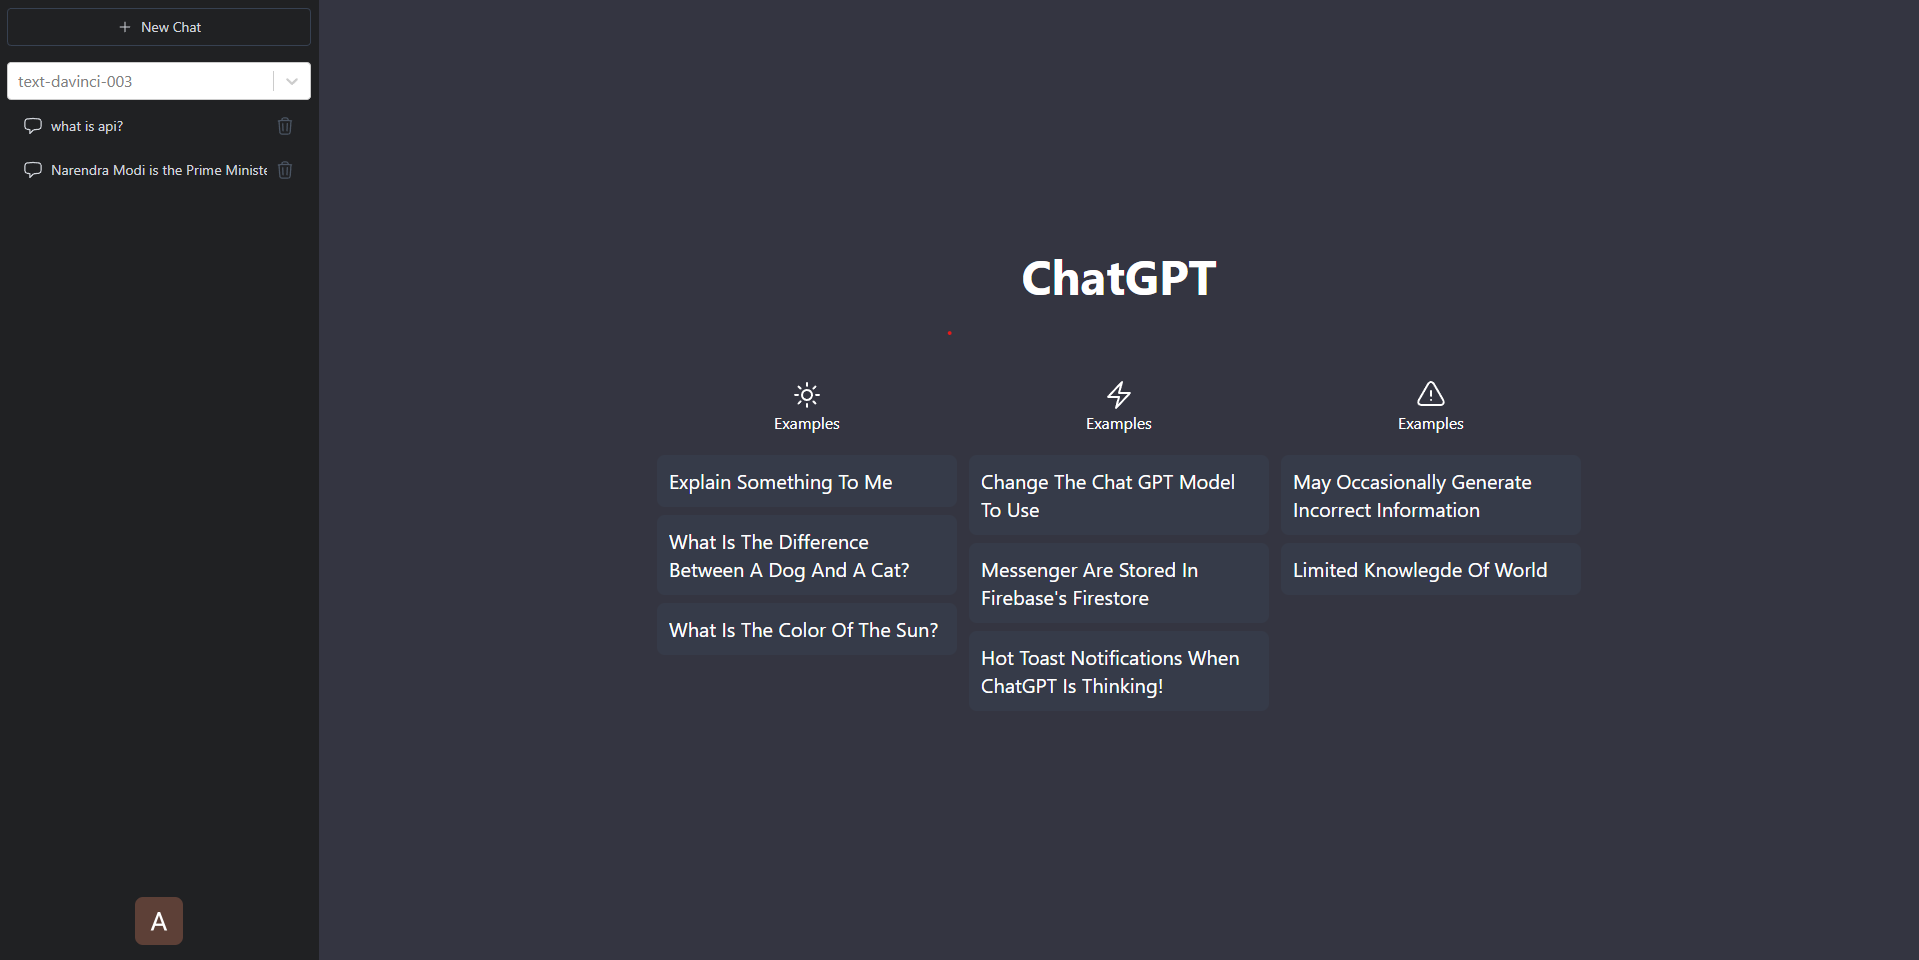 New Chat
text-davinci-003
what is api?
Narendra Modi is the Prime Ministe
A
ChatGPT
Examples
Explain Something To Me
What Is The Difference
Between A Dog And A Cat?
What Is The Color Of The Sun?
Examples
Change The Chat GPT Model
To Use
Messenger Are Stored In
Firebase's Firestore
Hot Toast Notifications When
ChatGPT Is Thinking!
Examples
May Occasionally Generate
Incorrect Information
Limited Knowlegde Of World